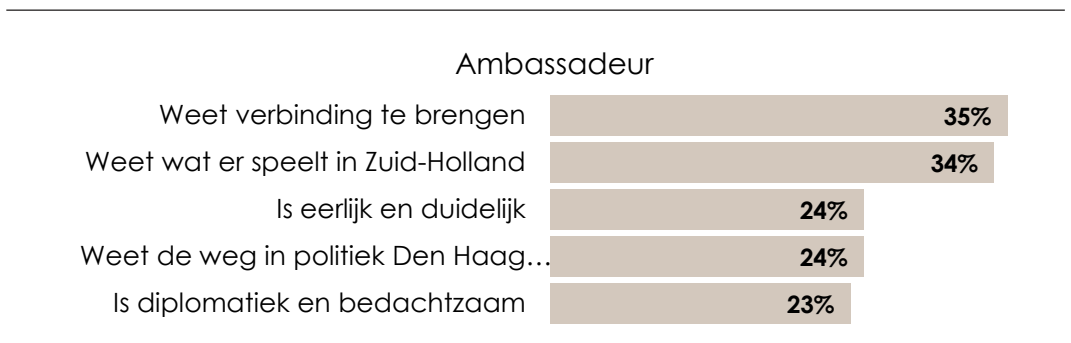 Ambassadeur
Weet verbinding te brengen 35%
Weet wat er speelt in Zuid-Holland 34%
Is eerlijk en duidelijk 24%
Weet de weg in politiek Den Haag… 24%
Is diplomatiek en bedachtzaam 23%